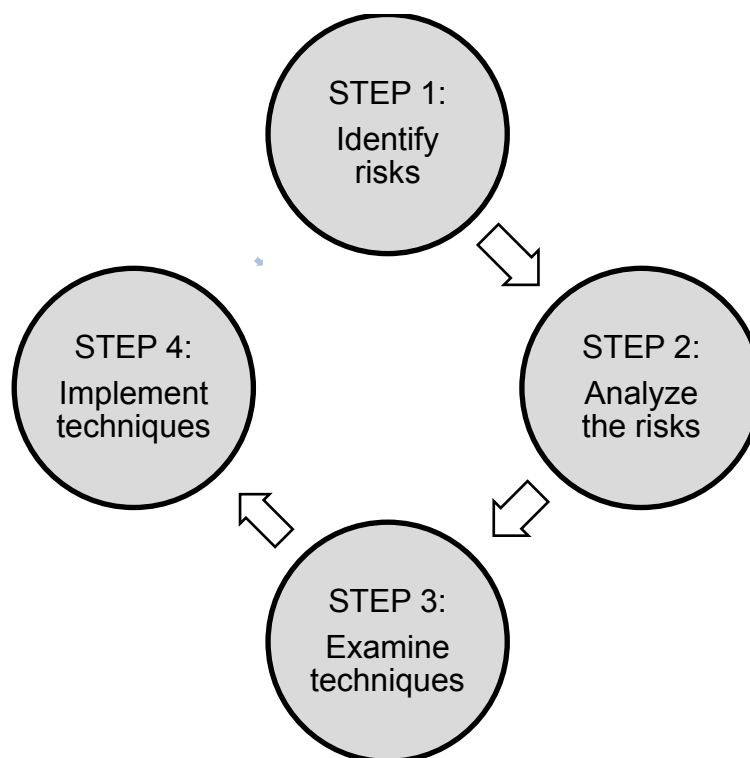 STEP 1:
Identify
risks
STEP 2:
Analyze
the risks
STEP 3:
Examine
techniques
STEP 4:
Implement
techniques